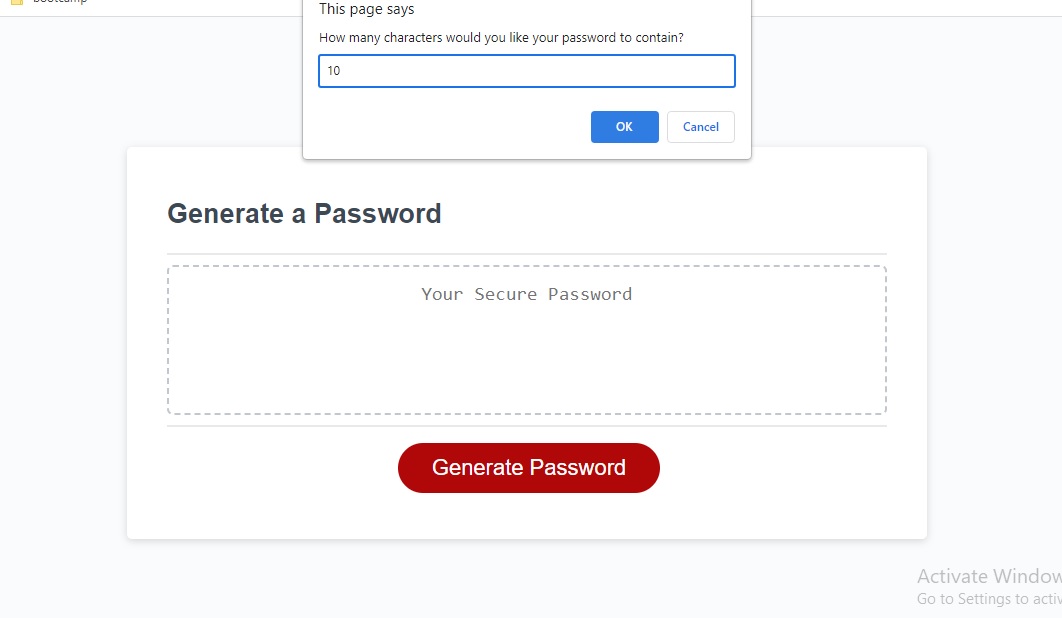 bootcamp
This page says
How many characters would you like your password to contain?
10
OK
Cancel
Generate a Password
Your Secure Password
Generate Password
Activate Window
Go to Settings to activ